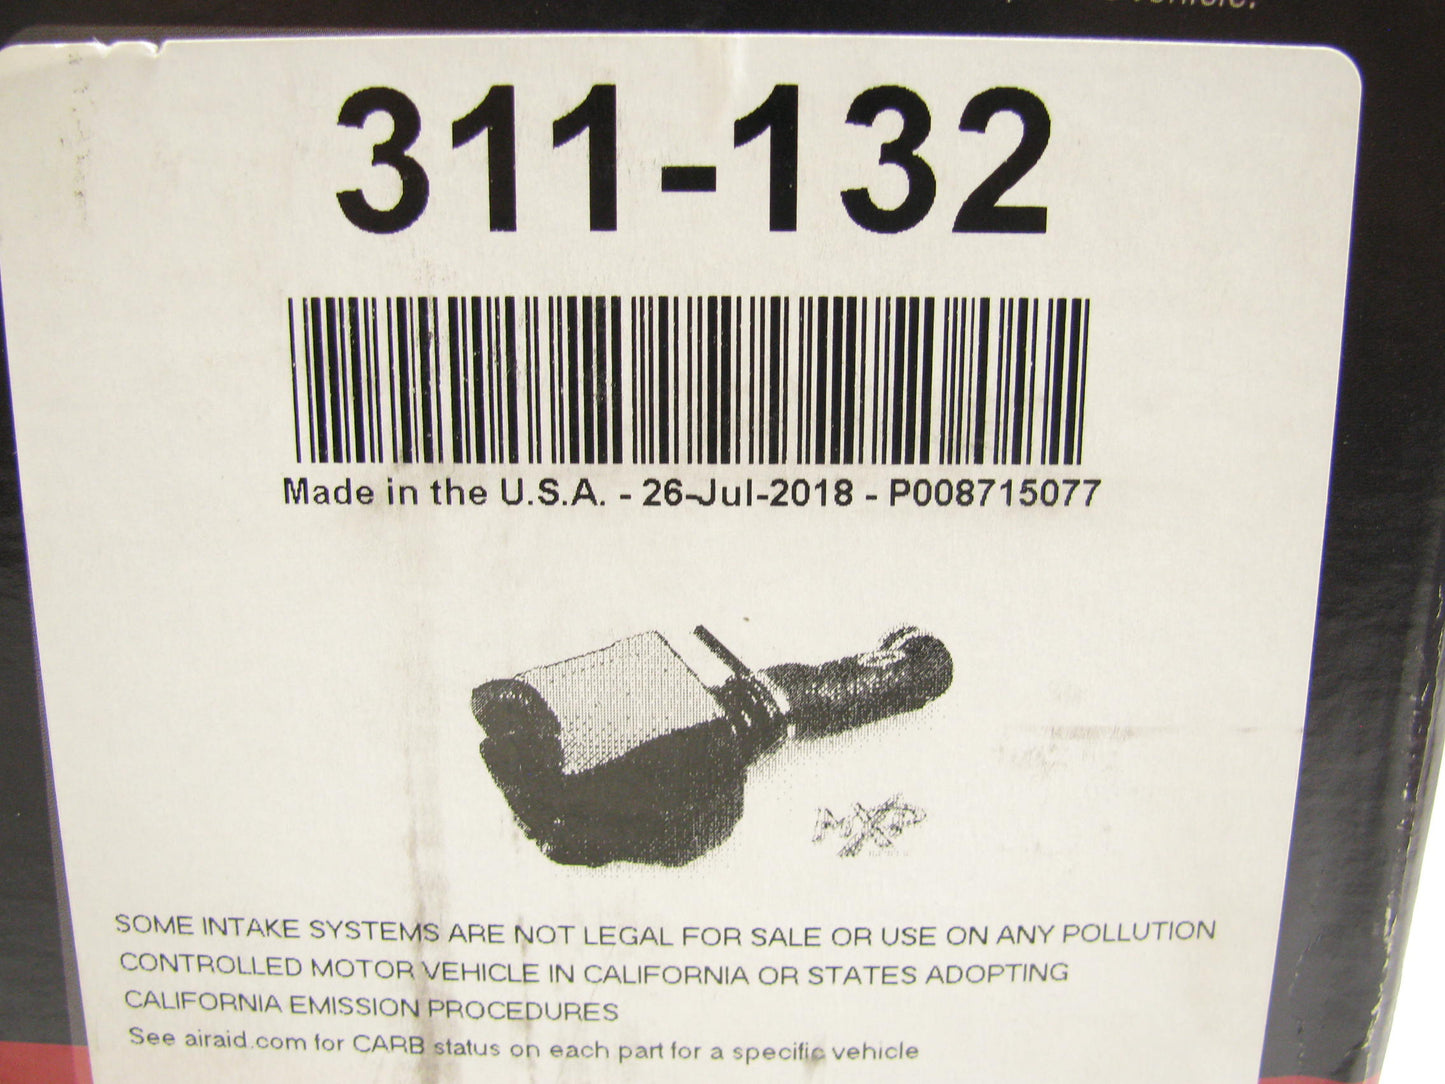 vehicle.
311-132
Made in the U.S.A. - 26-Jul-2018 - P008715077
MXP
SOME INTAKE SYSTEMS ARE NOT LEGAL FOR SALE OR USE ON ANY POLLUTION
CONTROLLED MOTOR VEHICLE IN CALIFORNIA OR STATES ADOPTING
CALIFORNIA EMISSION PROCEDURES
See airaid.com for CARB status on each part for a specific vehicle